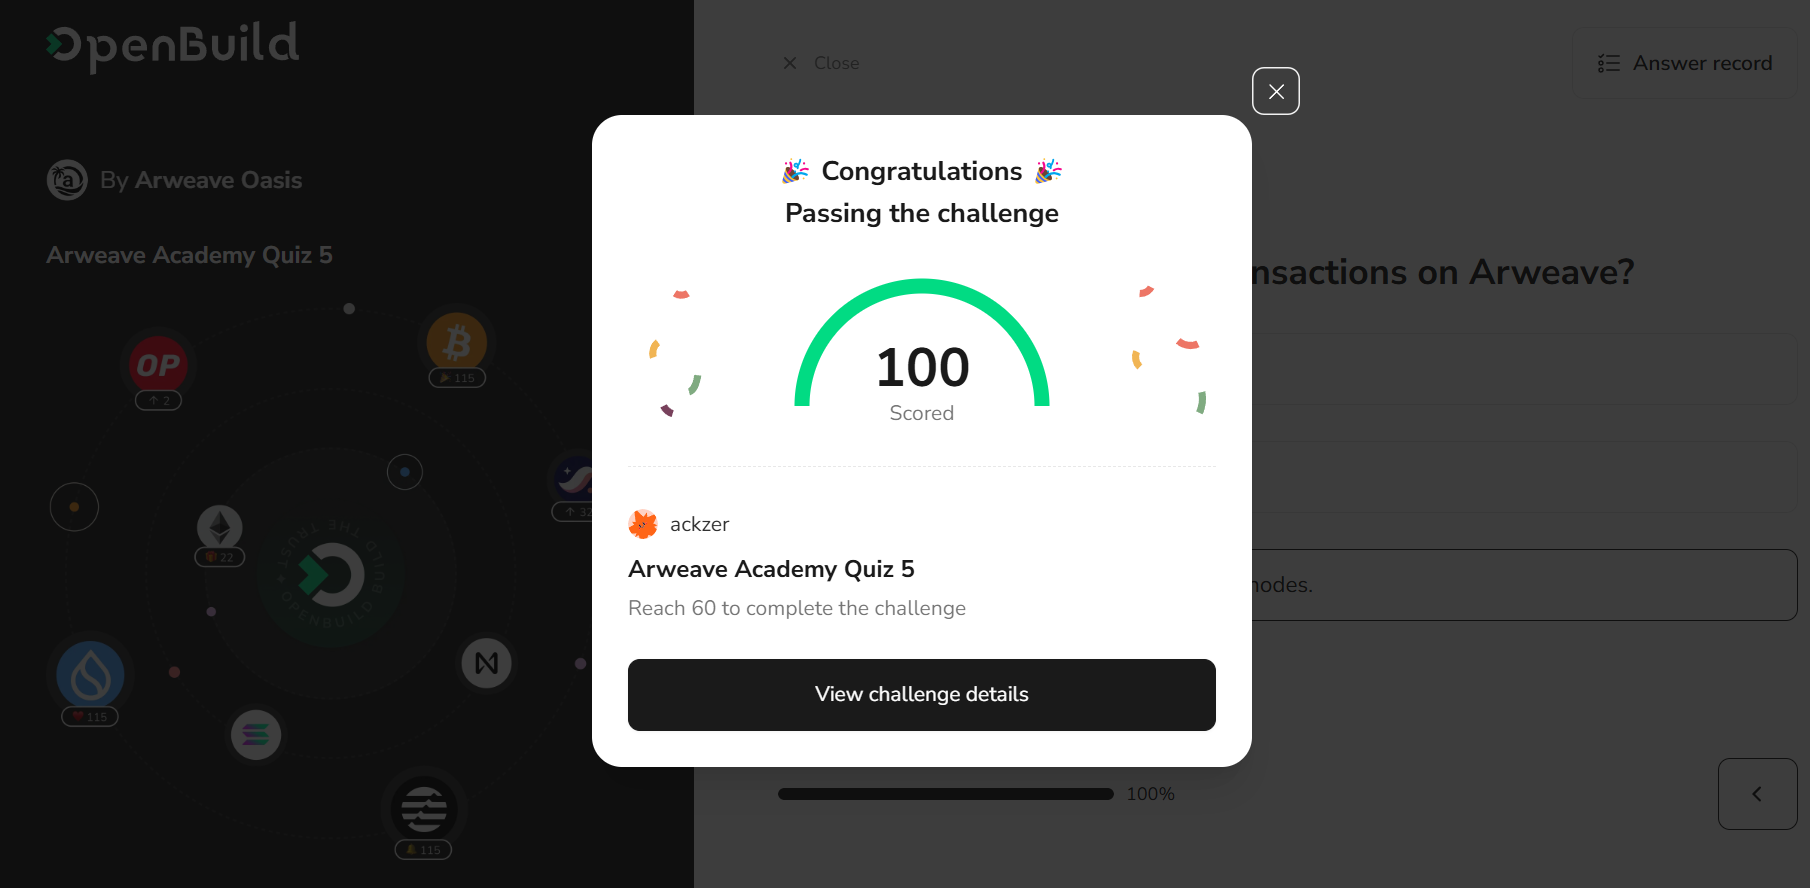 OpenBuild
Close
Answer record
By Arweave Oasis
Arweave Academy Quiz 5
🎉 Congratulations 🎉
Passing the challenge
nsactions on Arweave?
OP
2
115
100
Scored
32
22
BUILD THE TRUST
OPENBUILD
ackzer
Arweave Academy Quiz 5
Reach 60 to complete the challenge
nodes.
115
View challenge details
100%
115